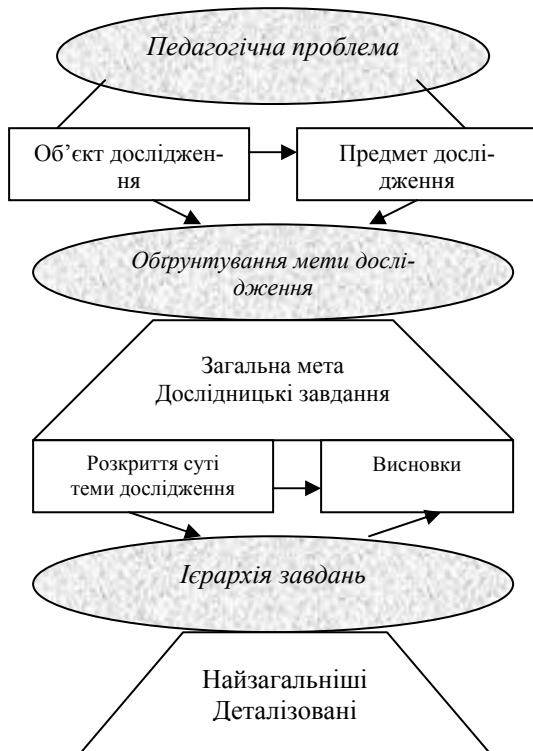 Педагогічна проблема
Об’єкт досліджен-
ня
Предмет дослі-
дження
Обґрунтування мети дослі-
дження
Загальна мета
Дослідницькі завдання
Розкриття суті
теми дослідження
Висновки
Ієрархія завдань
Найзагальніші
Деталізовані